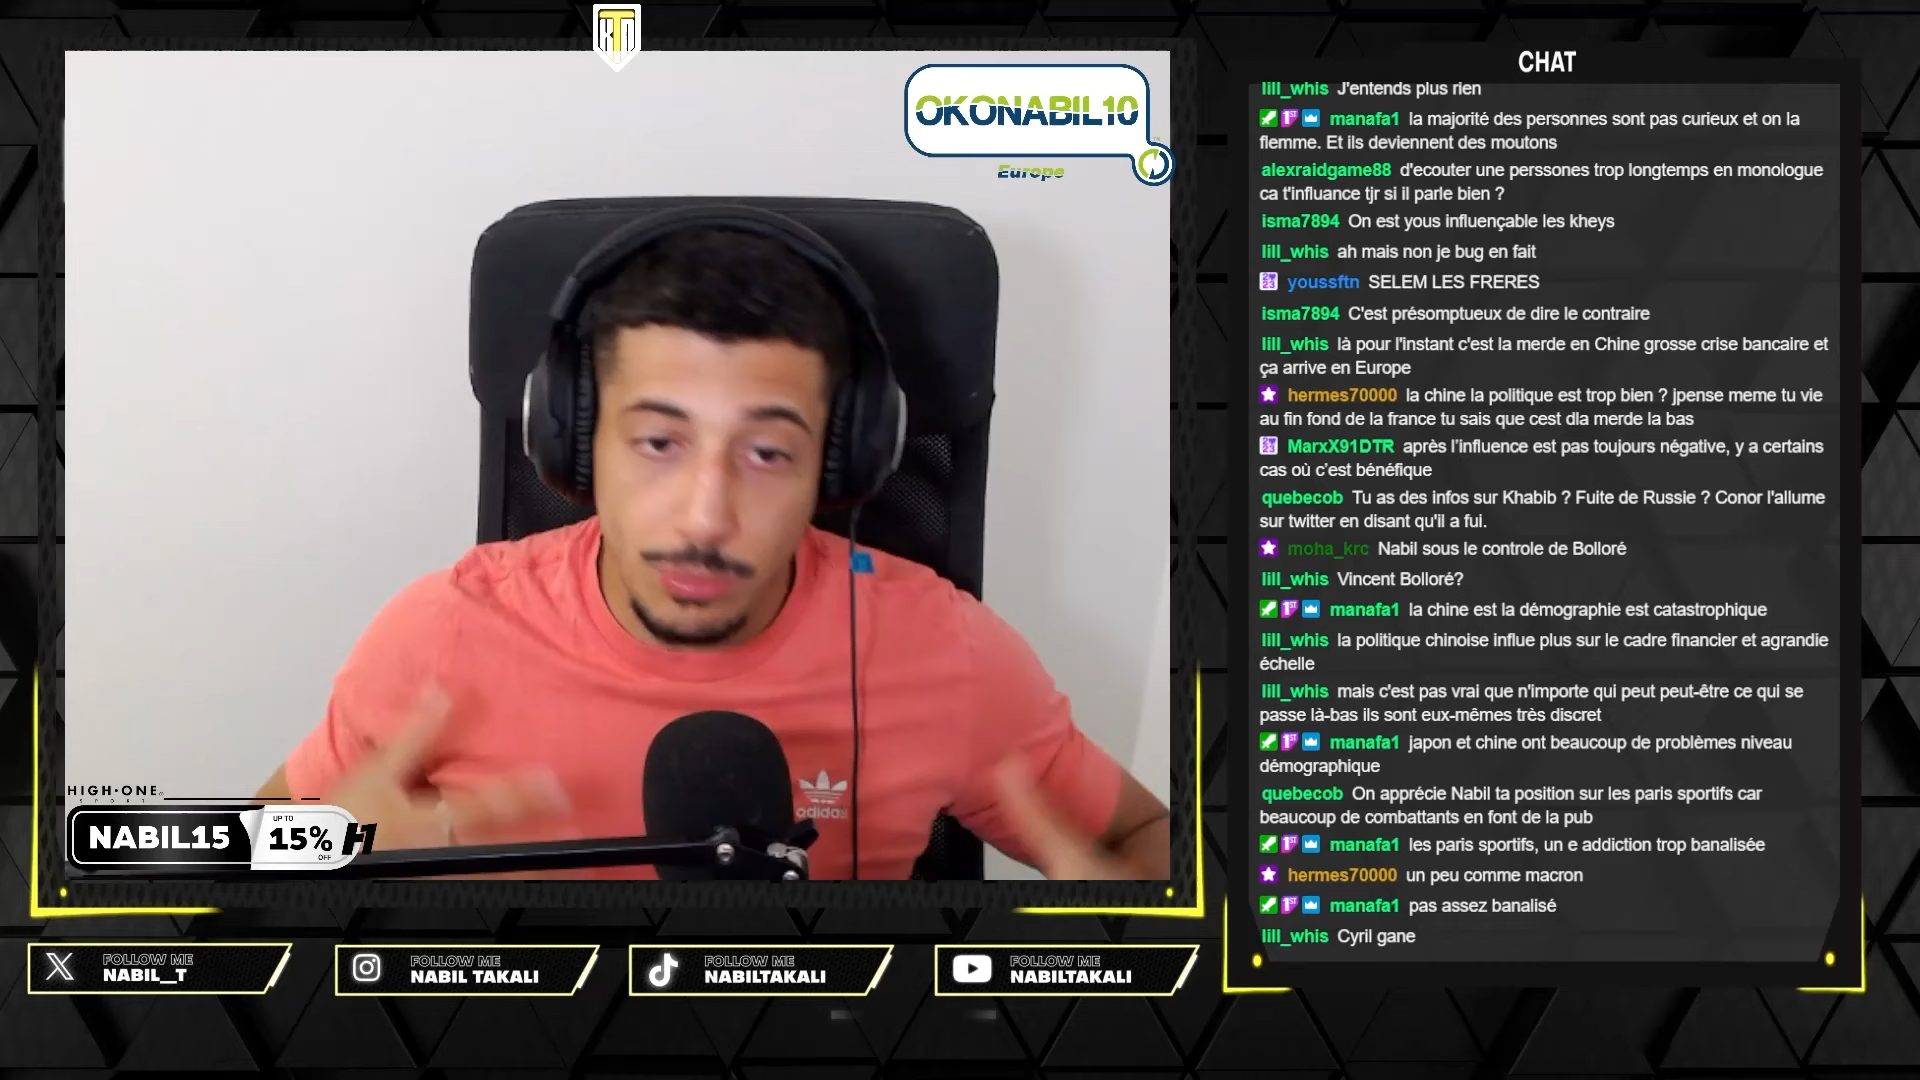 KTN
OKONABIL10
Europe
HIGH·ONE
SPORT
NABIL15
UP TO
15%
OFF
H1
adidas
FOLLOW ME
NABIL__T
FOLLOW ME
NABIL TAKALI
FOLLOW ME
NABILTAKALI
FOLLOW ME
NABILTAKALI
CHAT
lill_whis J'entends plus rien
1ST manafa1 la majorité des personnes sont pas curieux et on la
flemme. Et ils deviennent des moutons
alexraidgame88 d'ecouter une perssones trop longtemps en monologue
ca t'influance tjr si il parle bien ?
isma7894 On est yous influençable les kheys
lill_whis ah mais non je bug en fait
youssftn SELEM LES FRERES
isma7894 C'est présomptueux de dire le contraire
lill_whis là pour l'instant c'est la merde en Chine grosse crise bancaire et
ça arrive en Europe
hermes70000 la chine la politique est trop bien ? jpense meme tu vie
au fin fond de la france tu sais que cest dla merde la bas
MarxX91DTR après l’influence est pas toujours négative, y a certains
cas où c’est bénéfique
quebecob Tu as des infos sur Khabib ? Fuite de Russie ? Conor l'allume
sur twitter en disant qu'il a fui.
moha_krc Nabil sous le controle de Bolloré
lill_whis Vincent Bolloré?
1ST manafa1 la chine est la démographie est catastrophique
lill_whis la politique chinoise influe plus sur le cadre financier et agrandie
échelle
lill_whis mais c'est pas vrai que n'importe qui peut peut-être ce qui se
passe là-bas ils sont eux-mêmes très discret
1ST manafa1 japon et chine ont beaucoup de problèmes niveau
démographique
quebecob On apprécie Nabil ta position sur les paris sportifs car
beaucoup de combattants en font de la pub
1ST manafa1 les paris sportifs, un e addiction trop banalisée
hermes70000 un peu comme macron
1ST manafa1 pas assez banalisé
lill_whis Cyril gane